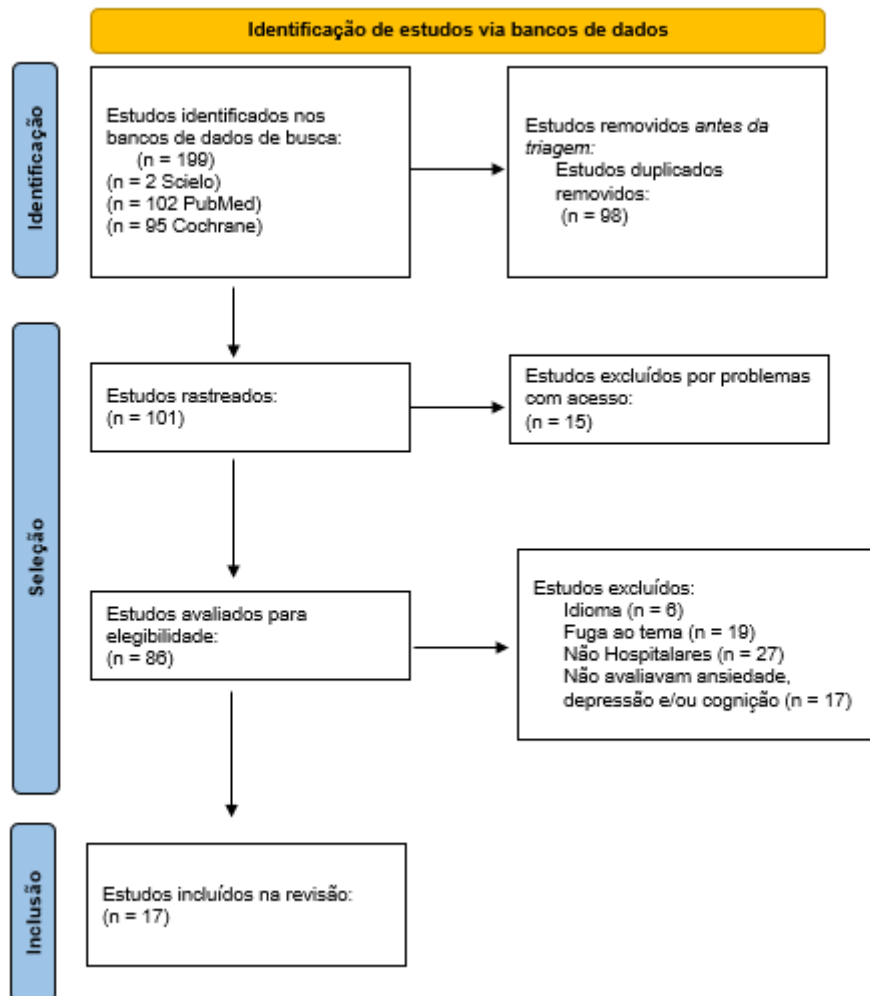 Identificação de estudos via bancos de dados
Identificação
Estudos identificados nos
bancos de dados de busca:
(n = 199)
(n = 2 Scielo)
(n = 102 PubMed)
(n = 95 Cochrane)
Estudos removidos antes da
triagem:
Estudos duplicados
removidos:
(n = 98)
Seleção
Estudos rastreados:
(n = 101)
Estudos excluídos por problemas
com acesso:
(n = 15)
Estudos avaliados para
elegibilidade:
(n = 86)
Estudos excluídos:
Idioma (n = 6)
Fuga ao tema (n = 19)
Não Hospitalares (n = 27)
Não avaliavam ansiedade,
depressão e/ou cognição (n = 17)
Inclusão
Estudos incluídos na revisão:
(n = 17)